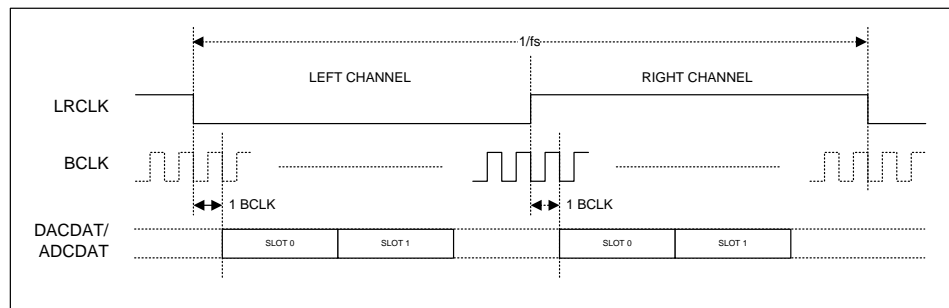 1/fs
LEFT CHANNEL
RIGHT CHANNEL
LRCLK
BCLK
1 BCLK
1 BCLK
DACDAT/
ADCDAT
SLOT 0
SLOT 1
SLOT 0
SLOT 1